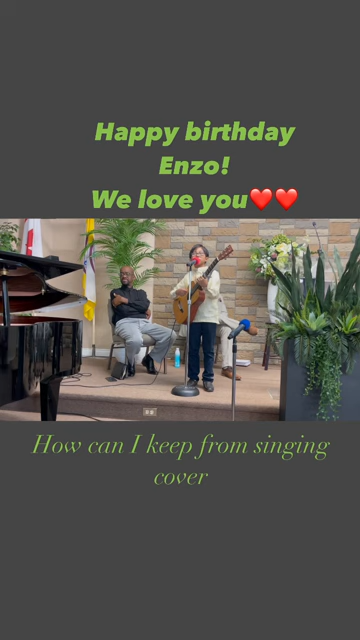 Happy birthday
Enzo!
We love you❤️❤️
How can I keep from singing
cover